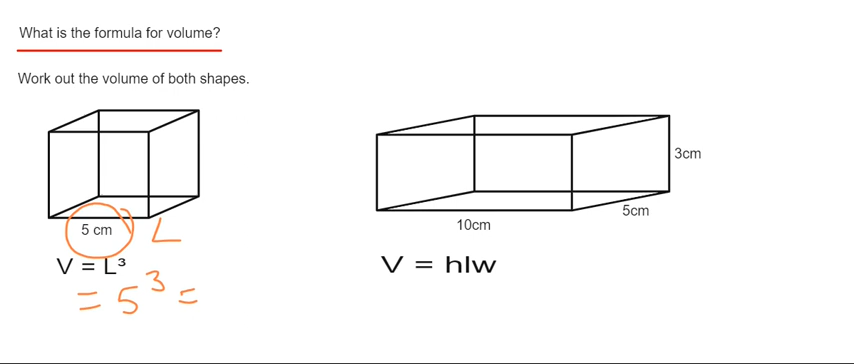 What is the formula for volume?
Work out the volume of both shapes.
3cm
5 cm L
10cm
5cm
V = L³
V = hlw
= 5³ =